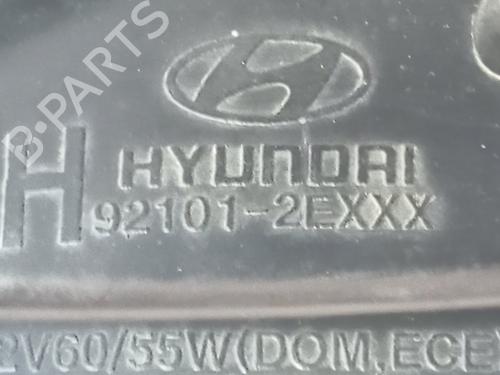 B-PARTS
H HYUNDAI
92101-2EXXX
2V60/55W(DOM,ECE)